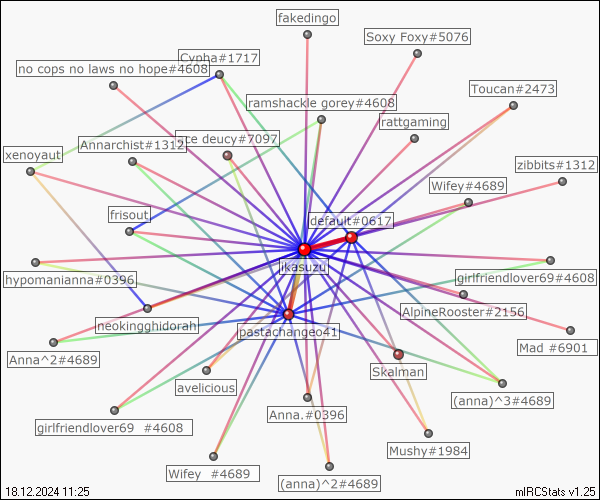 fakedingo
Soxy Foxy#5076
Cypha#1717
no cops no laws no hope#4608
Toucan#2473
ramshackle gorey#4608
rattgaming
Annarchist#1312
ce deucy#7097
xenoyaut
zibbits#1312
Wifey#4689
frisout
default#0617
jkasuzu
hypomanianna#0396
girlfriendlover69#4608
AlpineRooster#2156
neokingghidorah
pastachangeo41
Mad #6901
Anna^2#4689
Skalman
avelicious
(anna)^3#4689
Anna.#0396
girlfriendlover69 #4608
Mushy#1984
Wifey #4689
(anna)^2#4689
18.12.2024 11:25
mIRCStats v1.25